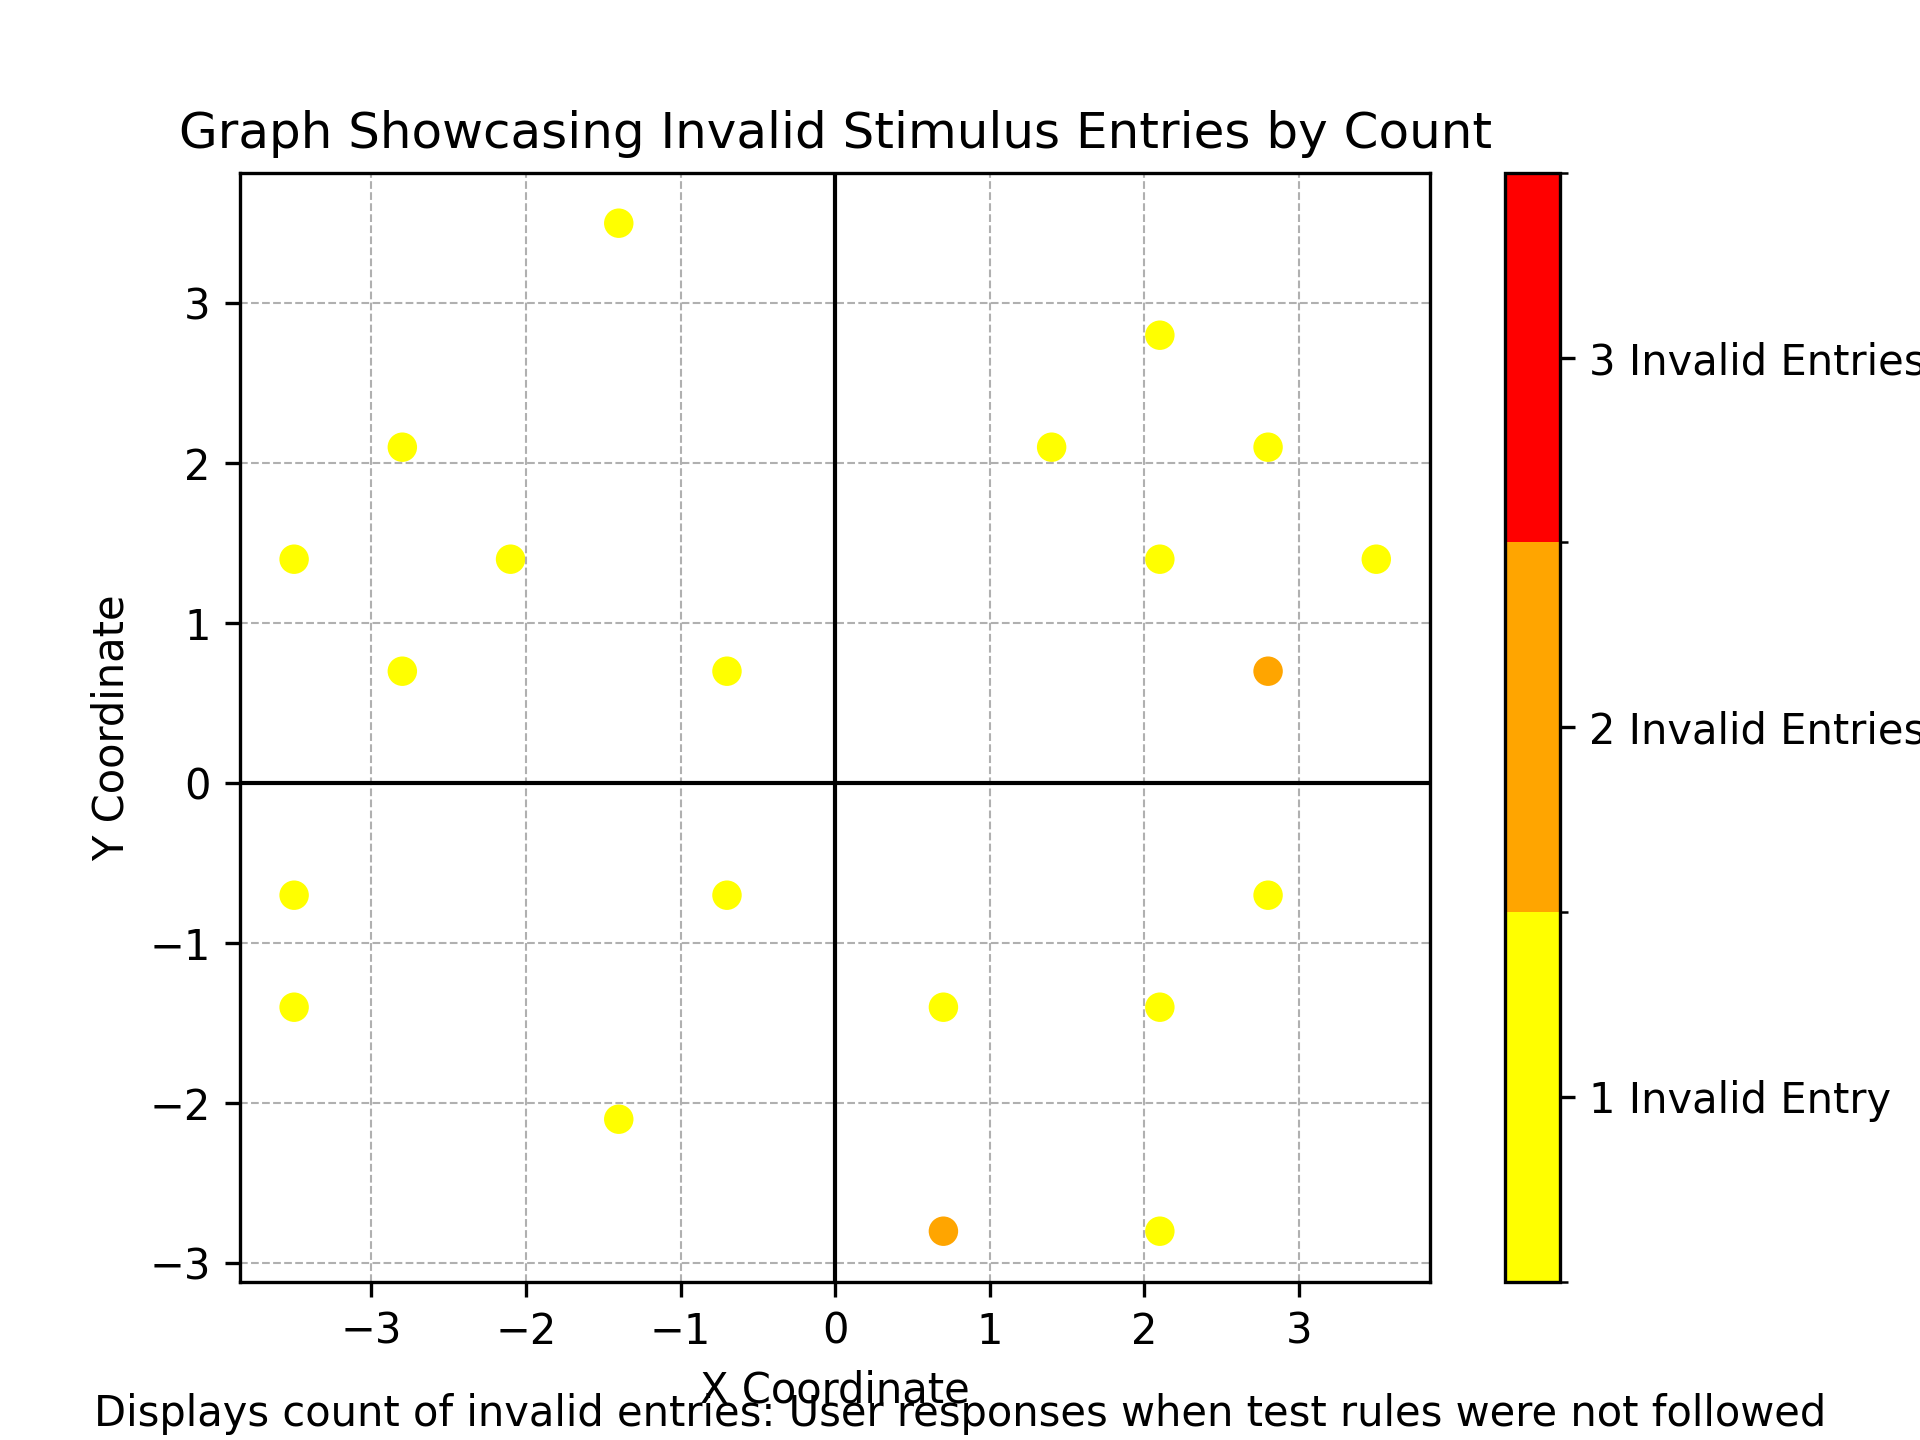 Graph Showcasing Invalid Stimulus Entries by Count
3
2
1
0
−1
−2
−3
Y Coordinate
−3
−2
−1
0
1
2
3
X Coordinate
3 Invalid Entries
2 Invalid Entries
1 Invalid Entry
Displays count of invalid entries: User responses when test rules were not followed